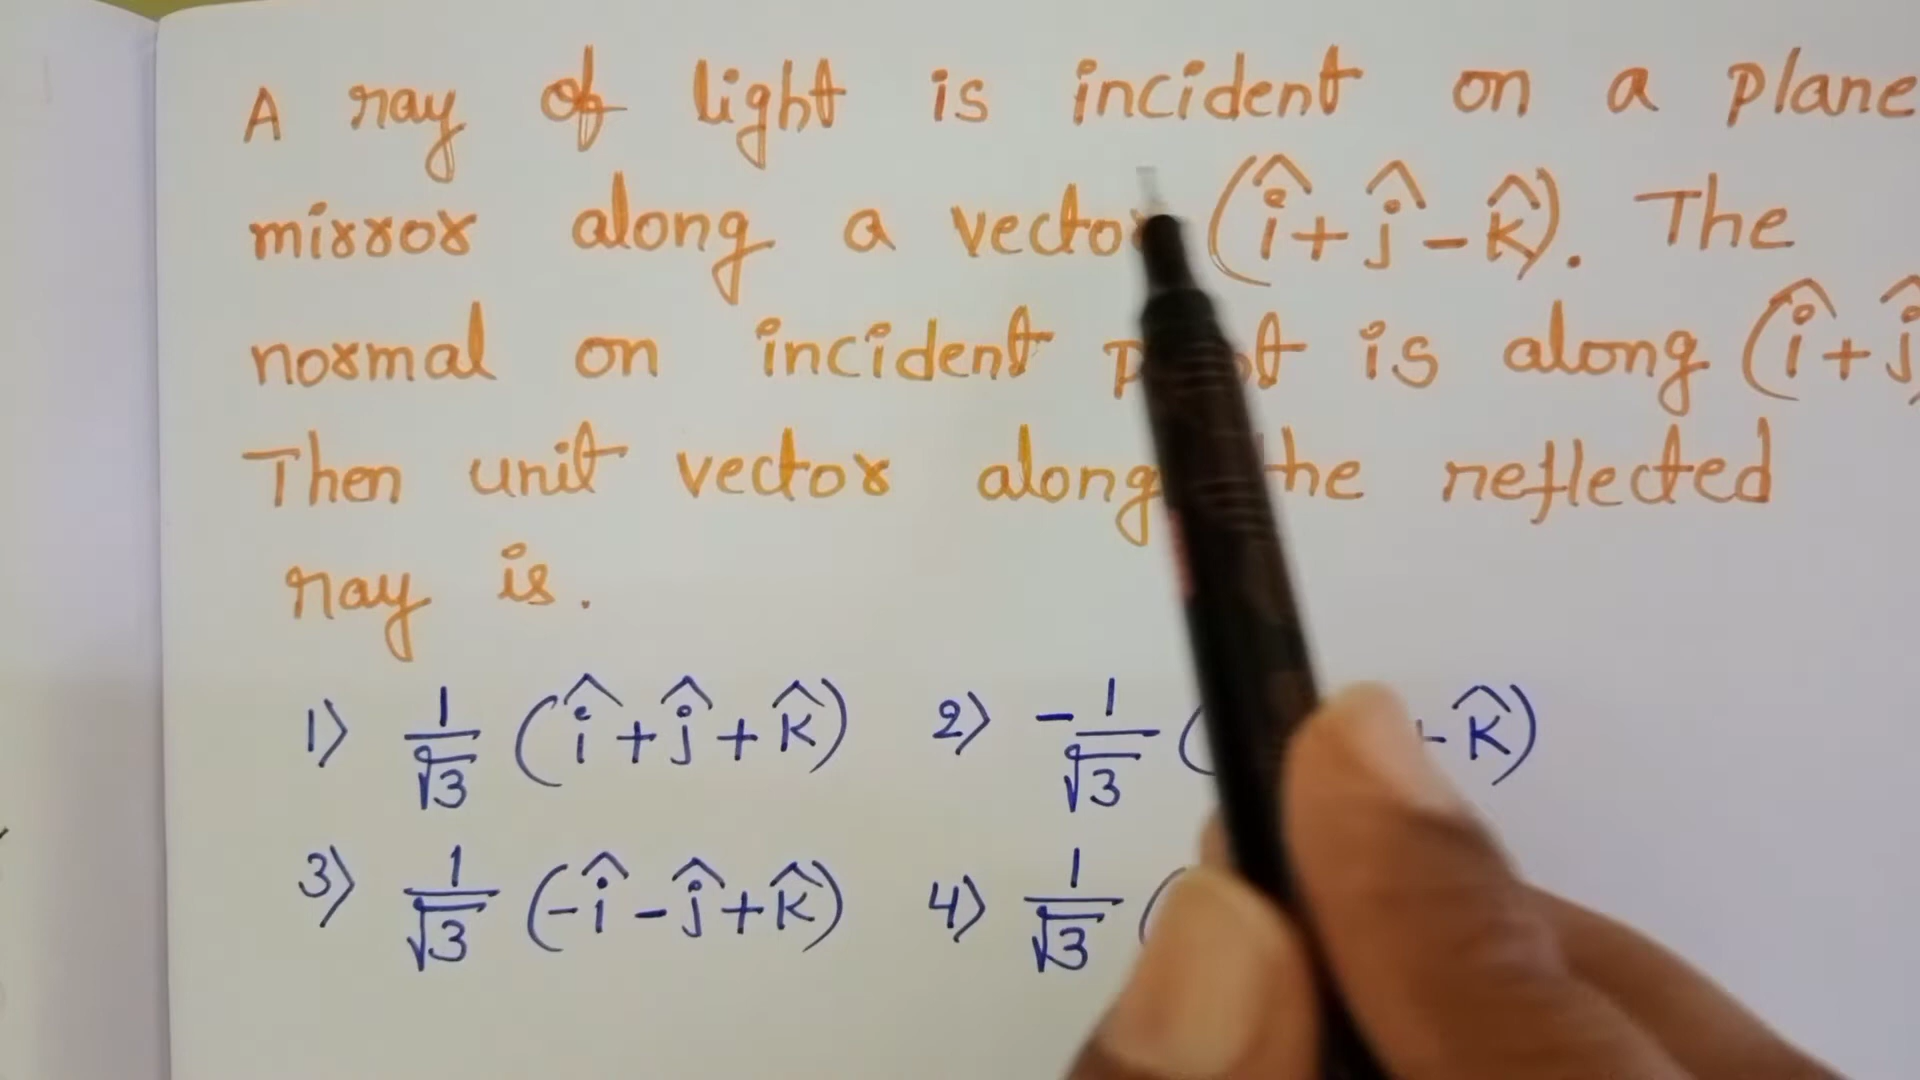 A ray of light is incident on a plane
mirror along a vector (î+ĵ-k̂). The
normal on incident is along (î+ĵ
Then unit vector along the reflected
ray is.
1) 1/√3 (î+ĵ+k̂) 2) -1/√3 ( k̂)
3) 1/√3 (-î-ĵ+k̂) 4) 1/√3 (